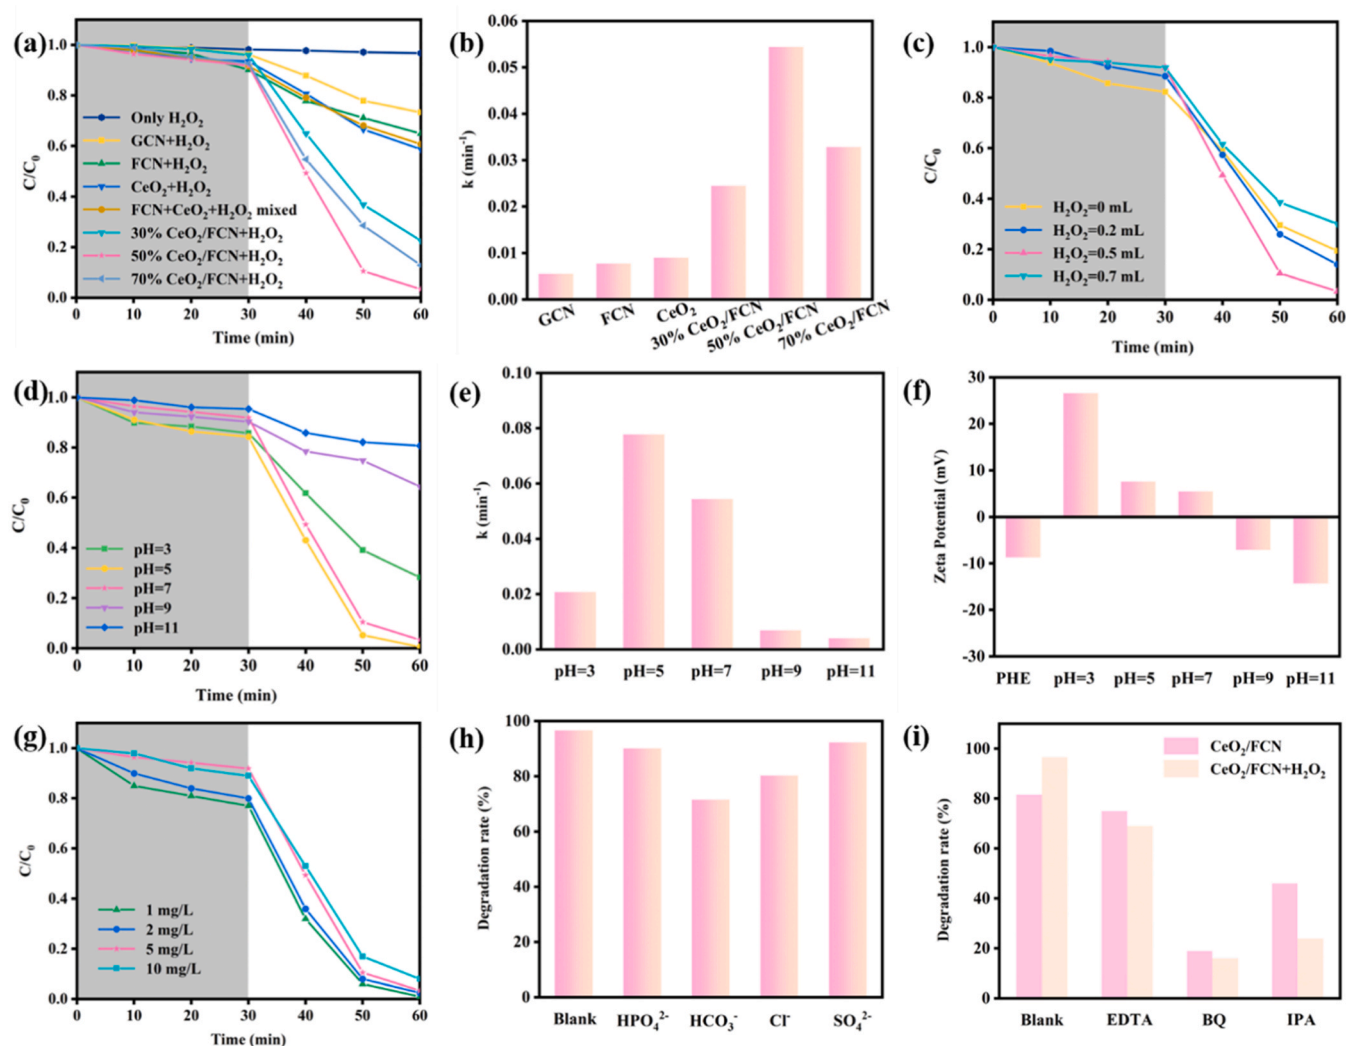 (a)
1.0
0.8
0.6
0.4
0.2
0.0
C/C₀
Only H₂O₂
GCN+H₂O₂
FCN+H₂O₂
CeO₂+H₂O₂
FCN+CeO₂+H₂O₂ mixed
30% CeO₂/FCN+H₂O₂
50% CeO₂/FCN+H₂O₂
70% CeO₂/FCN+H₂O₂
0 10 20 30 40 50 60
Time (min)
(b)
0.06
0.05
0.04
0.03
0.02
0.01
0.00
k (min⁻¹)
GCN
FCN
CeO₂
30% CeO₂/FCN
50% CeO₂/FCN
70% CeO₂/FCN
(c)
1.0
0.8
0.6
0.4
0.2
0.0
C/C₀
H₂O₂=0 mL
H₂O₂=0.2 mL
H₂O₂=0.5 mL
H₂O₂=0.7 mL
0 10 20 30 40 50 60
Time (min)
(d)
1.0
0.8
0.6
0.4
0.2
0.0
C/C₀
pH=3
pH=5
pH=7
pH=9
pH=11
0 10 20 30 40 50 60
Time (min)
(e)
0.10
0.08
0.06
0.04
0.02
0.00
k (min⁻¹)
pH=3 pH=5 pH=7 pH=9 pH=11
(f)
30
20
10
0
-10
-20
-30
Zeta Potential (mV)
PHE pH=3 pH=5 pH=7 pH=9 pH=11
(g)
1.0
0.8
0.6
0.4
0.2
0.0
C/C₀
1 mg/L
2 mg/L
5 mg/L
10 mg/L
0 10 20 30 40 50 60
Time (min)
(h)
100
80
60
40
20
0
Degradation rate (%)
Blank HPO₄²⁻ HCO₃⁻ Cl⁻ SO₄²⁻
(i)
100
80
60
40
20
0
Degradation rate (%)
CeO₂/FCN
CeO₂/FCN+H₂O₂
Blank EDTA BQ IPA